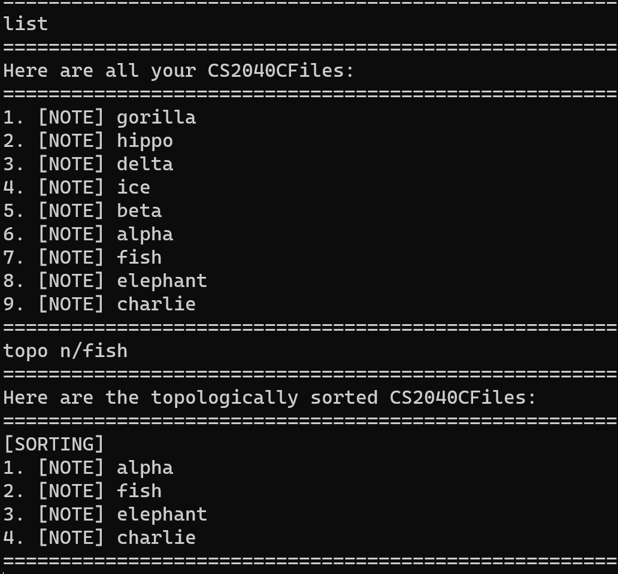 ====================================================
list
====================================================
Here are all your CS2040CFiles:
====================================================
1. [NOTE] gorilla
2. [NOTE] hippo
3. [NOTE] delta
4. [NOTE] ice
5. [NOTE] beta
6. [NOTE] alpha
7. [NOTE] fish
8. [NOTE] elephant
9. [NOTE] charlie
====================================================
topo n/fish
====================================================
Here are the topologically sorted CS2040CFiles:
====================================================
[SORTING]
1. [NOTE] alpha
2. [NOTE] fish
3. [NOTE] elephant
4. [NOTE] charlie
====================================================